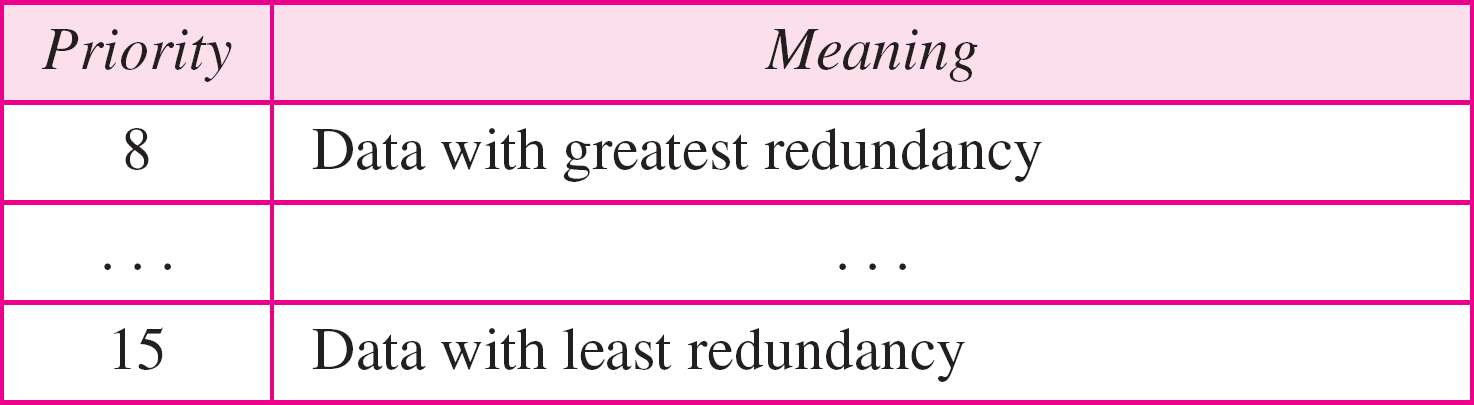 Priority Meaning
8 Data with greatest redundancy
. . . . . .
15 Data with least redundancy